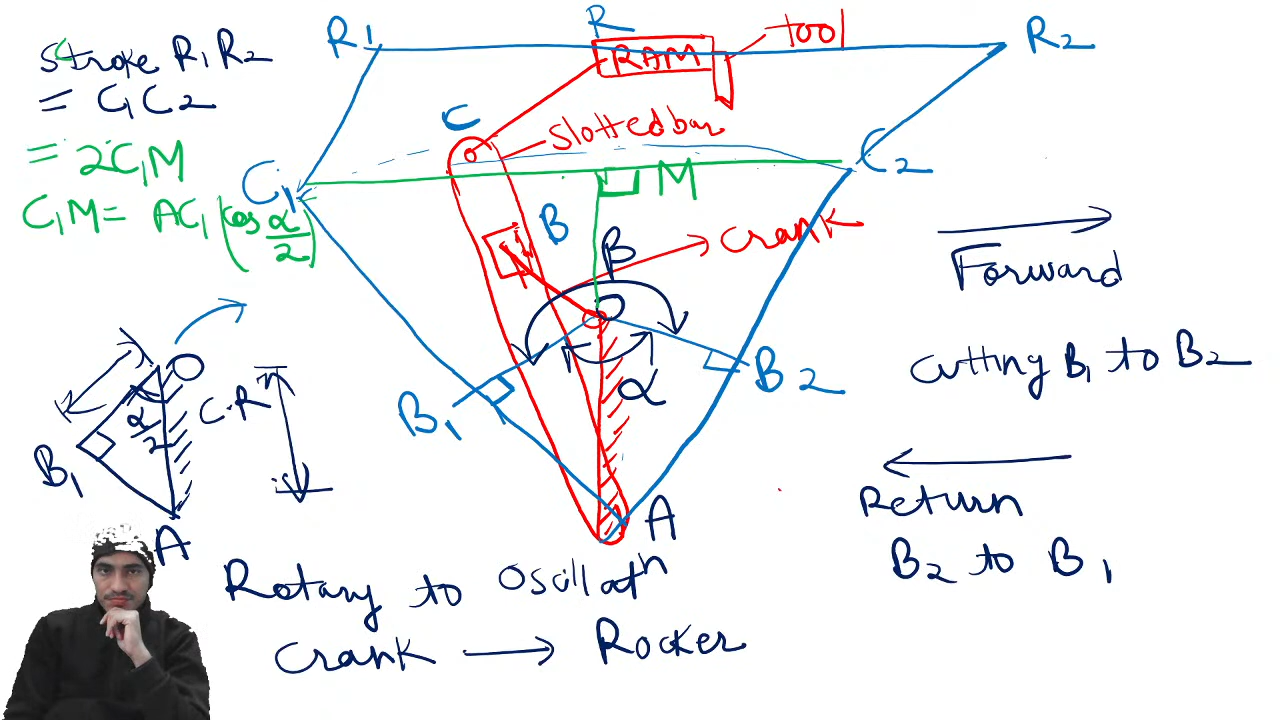 Stroke R1R2
= C1C2
= 2C1M
C1M = AC1 (cos α/2)
R1
R
RAM
tool
R2
C
slotted bar
C1
M
C2
B
β
crank
O
B1
α
B2
A
O
α/2
C.R
B1
A
Forward
cutting B1 to B2
Return
B2 to B1
Rotary to Oscillatn
crank → Rocker